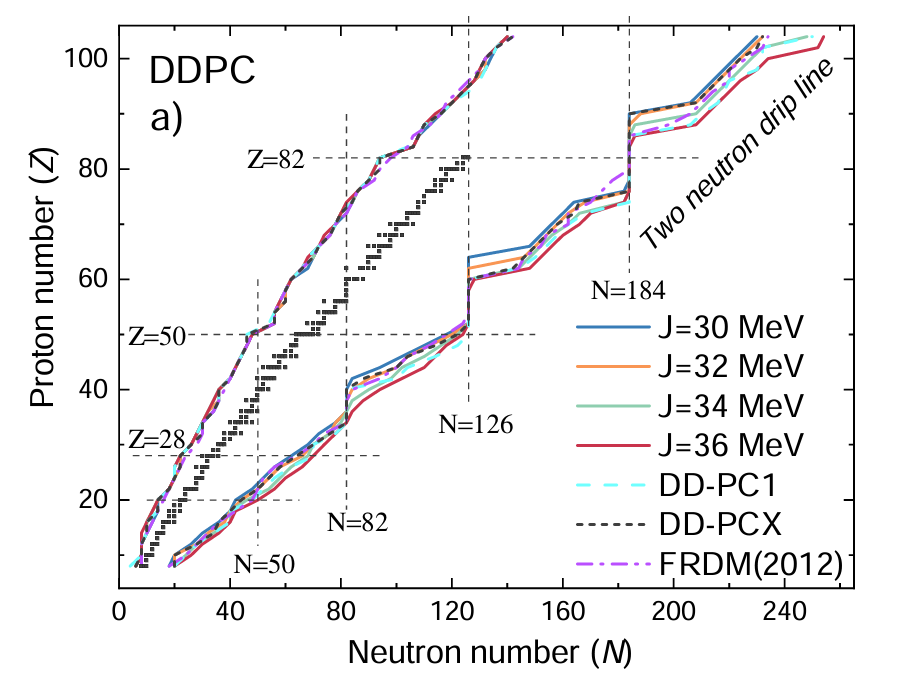 DDPC
a)
100
80
60
40
20
Proton number (Z)
Z=82
Z=50
Z=28
N=50
N=82
N=126
N=184
Two neutron drip line
J=30 MeV
J=32 MeV
J=34 MeV
J=36 MeV
DD-PC1
DD-PCX
FRDM(2012)
0 40 80 120 160 200 240
Neutron number (N)